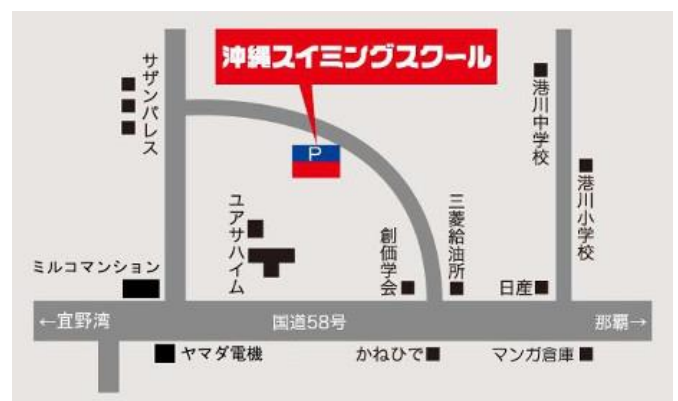 沖縄スイミングスクール
P
サザンパレス
港川中学校
港川小学校
ユアサハイム
創価学会
三菱給油所
ミルコマンション
日産
←宜野湾
国道58号
那覇→
ヤマダ電機
かねひで
マンガ倉庫